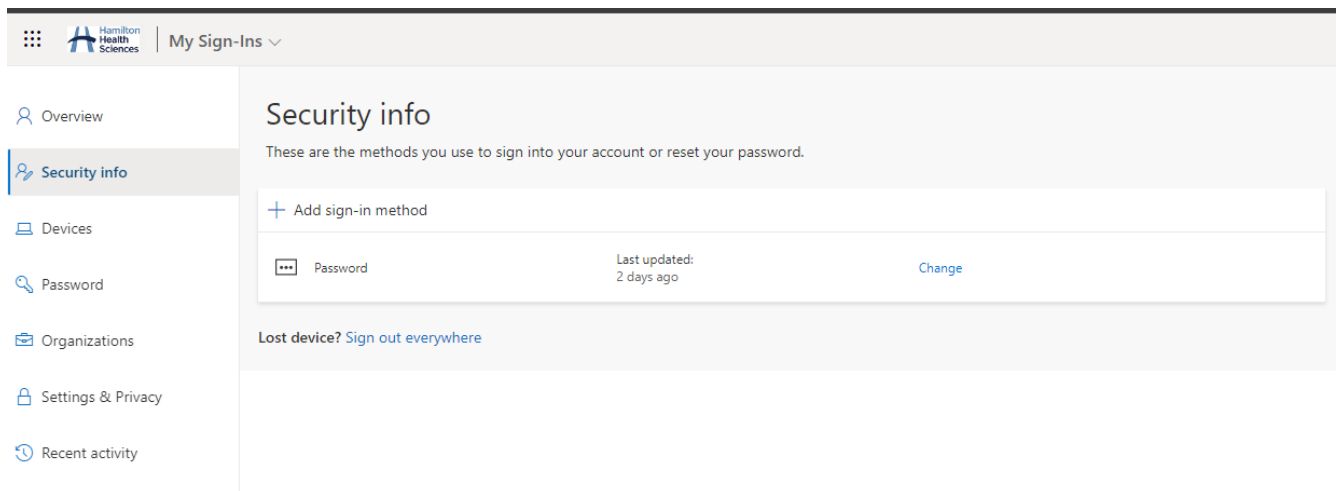 Hamilton
Health
Sciences
My Sign-Ins
Overview
Security info
Devices
Password
Organizations
Settings & Privacy
Recent activity
Security info
These are the methods you use to sign into your account or reset your password.
Add sign-in method
Password
Last updated:
2 days ago
Change
Lost device? Sign out everywhere